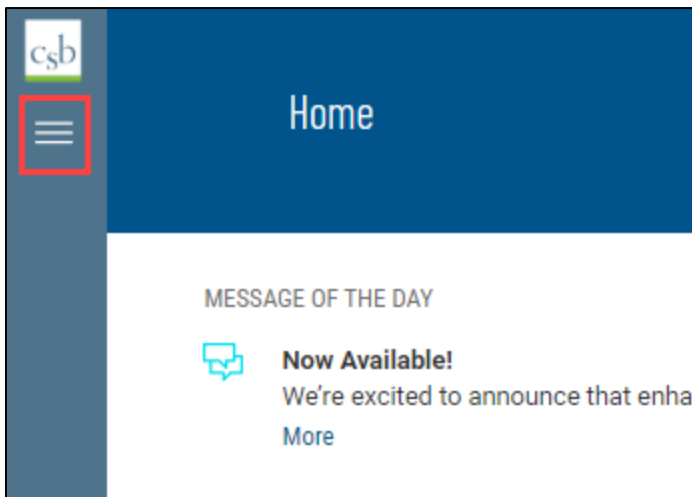 csb
Home
MESSAGE OF THE DAY
Now Available!
We're excited to announce that enha
More